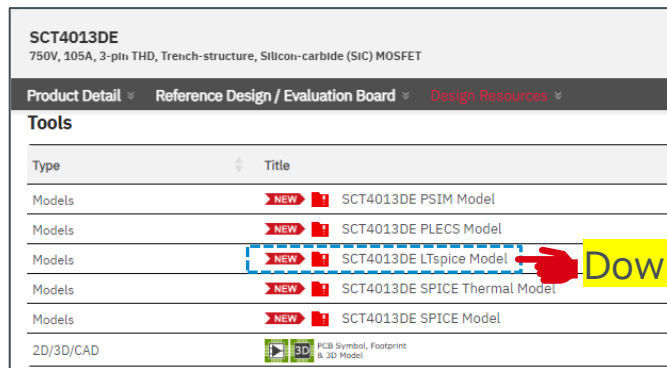 SCT4013DE
750V, 105A, 3-pin THD, Trench-structure, Silicon-carbide (SiC) MOSFET
Product Detail Reference Design / Evaluation Board Design Resources
Tools
Type Title
Models NEW SCT4013DE PSIM Model
Models NEW SCT4013DE PLECS Model
Models NEW SCT4013DE LTspice Model Dow
Models NEW SCT4013DE SPICE Thermal Model
Models NEW SCT4013DE SPICE Model
2D/3D/CAD 3D PCB Symbol, Footprint
& 3D Model